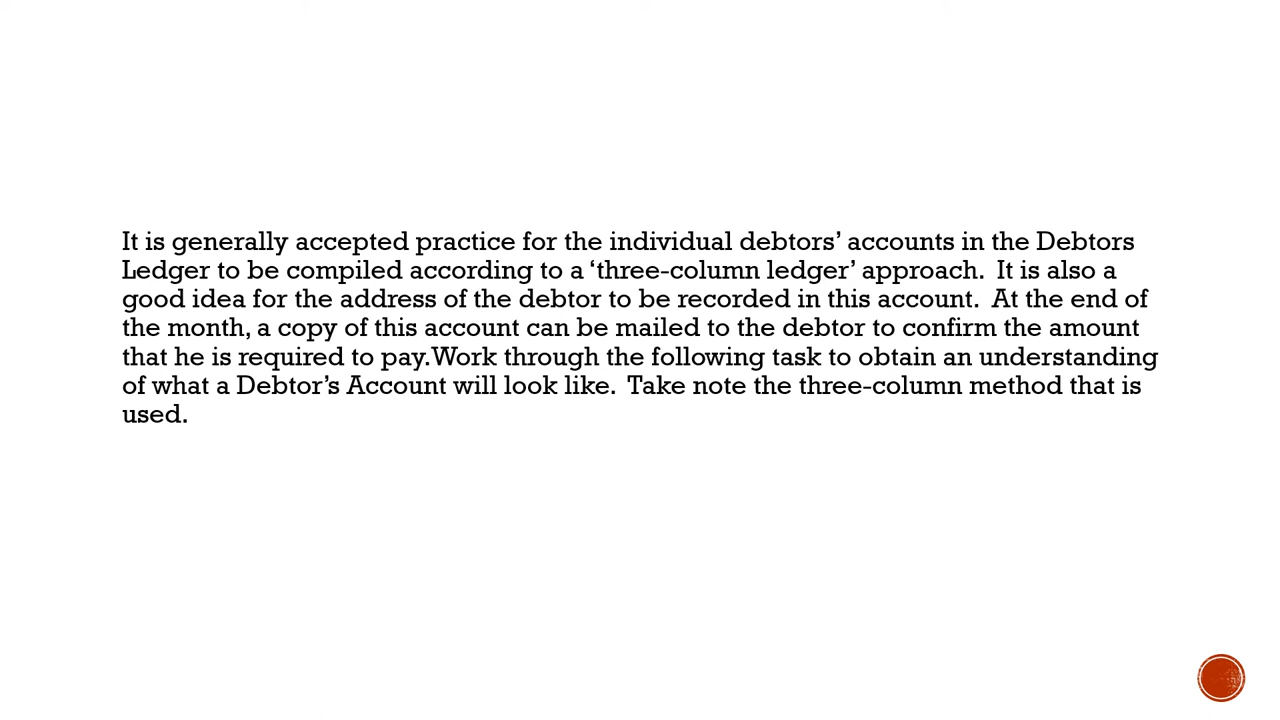 It is generally accepted practice for the individual debtors’ accounts in the Debtors
Ledger to be compiled according to a ‘three-column ledger’ approach.  It is also a
good idea for the address of the debtor to be recorded in this account.  At the end of
the month, a copy of this account can be mailed to the debtor to confirm the amount
that he is required to pay.Work through the following task to obtain an understanding
of what a Debtor’s Account will look like.  Take note the three-column method that is
used.